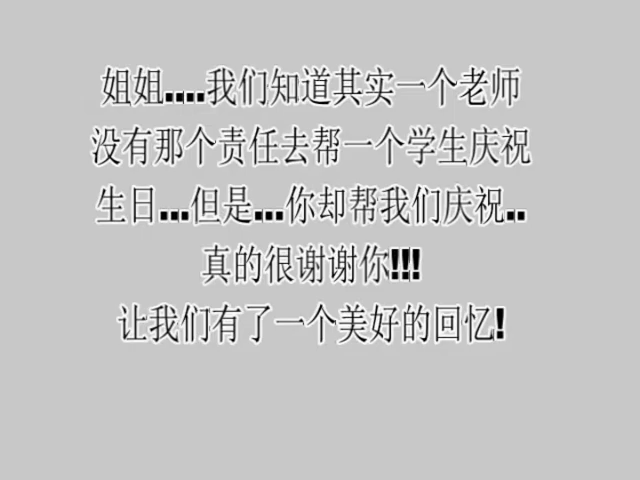 姐姐....我们知道其实一个老师
没有那个责任去帮一个学生庆祝
生日...但是...你却帮我们庆祝..
真的很谢谢你!!!
让我们有了一个美好的回忆!